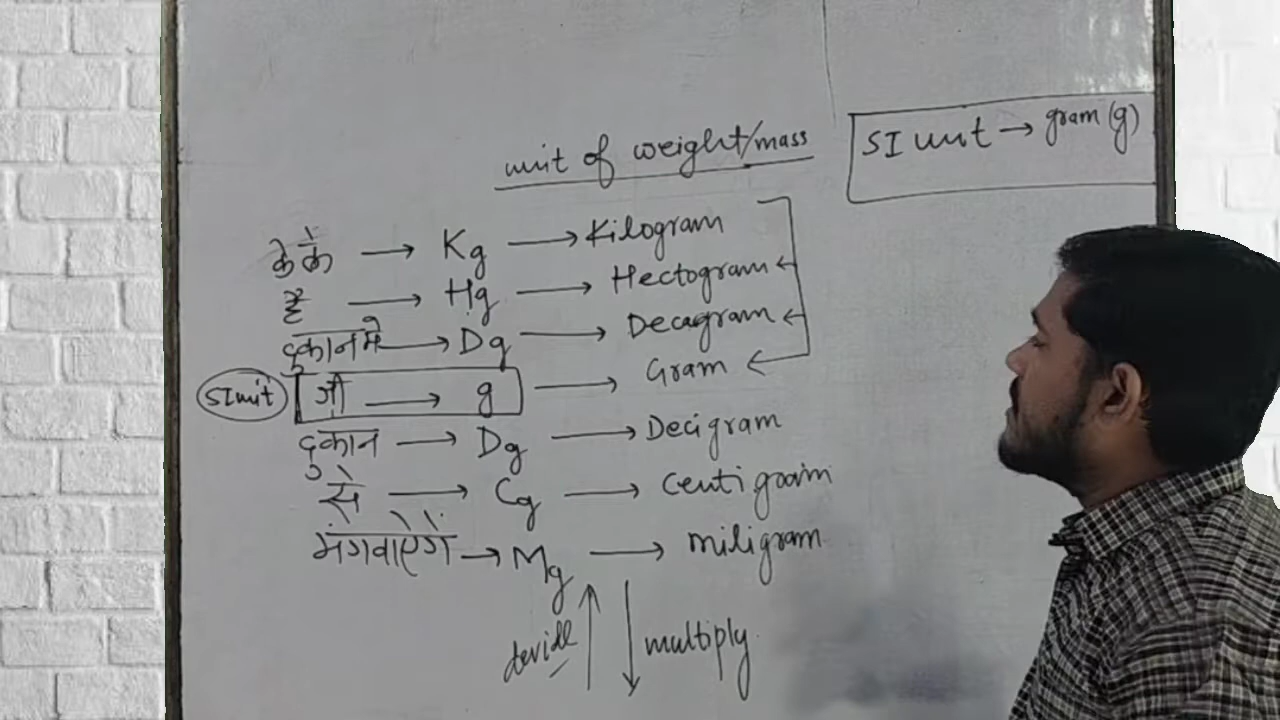 unit of weight/mass
SI unit → gram (g)
के के → Kg → Kilogram
है → Hg → Hectogram
दुकान मे → Dg → Decagram
SI unit जी → g → Gram
दुकान → Dg → Decigram
से → Cg → Centigram
मंगवाऐगें → Mg → miligram
multiply